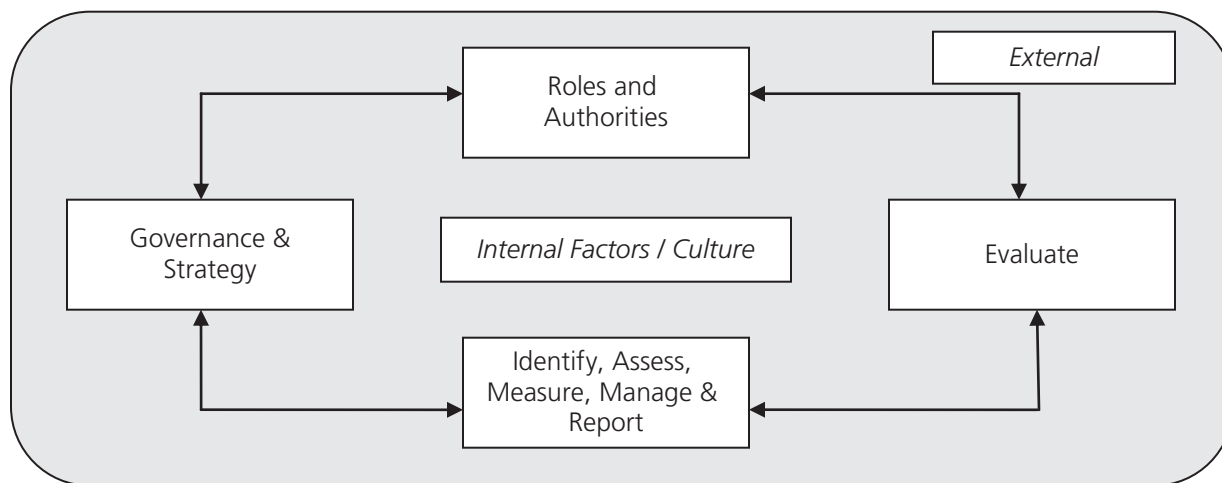 External
Roles and
Authorities
Governance &
Strategy
Internal Factors / Culture
Evaluate
Identify, Assess,
Measure, Manage &
Report